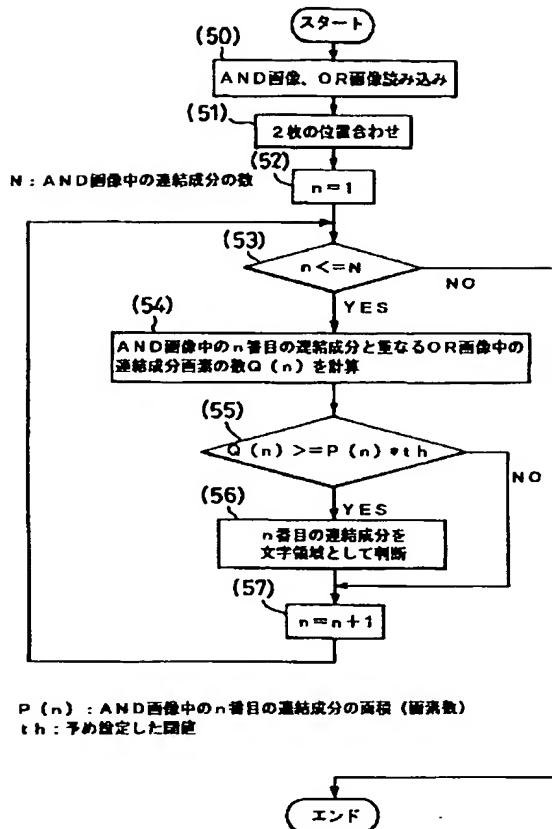 スタート
(50)
AND画像、OR画像読み込み
(51)
2枚の位置合わせ
(52)
N:AND画像中の連結成分の数
n=1
(53)
n<=N
NO
YES
(54)
AND画像中のn番目の連結成分と重なるOR画像中の
連結成分画素の数Q(n)を計算
(55)
Q(n)>=P(n)*th
NO
YES
(56)
n番目の連結成分を
文字領域として判断
(57)
n=n+1
P(n):AND画像中のn番目の連結成分の面積(画素数)
th:予め設定した閾値
エンド